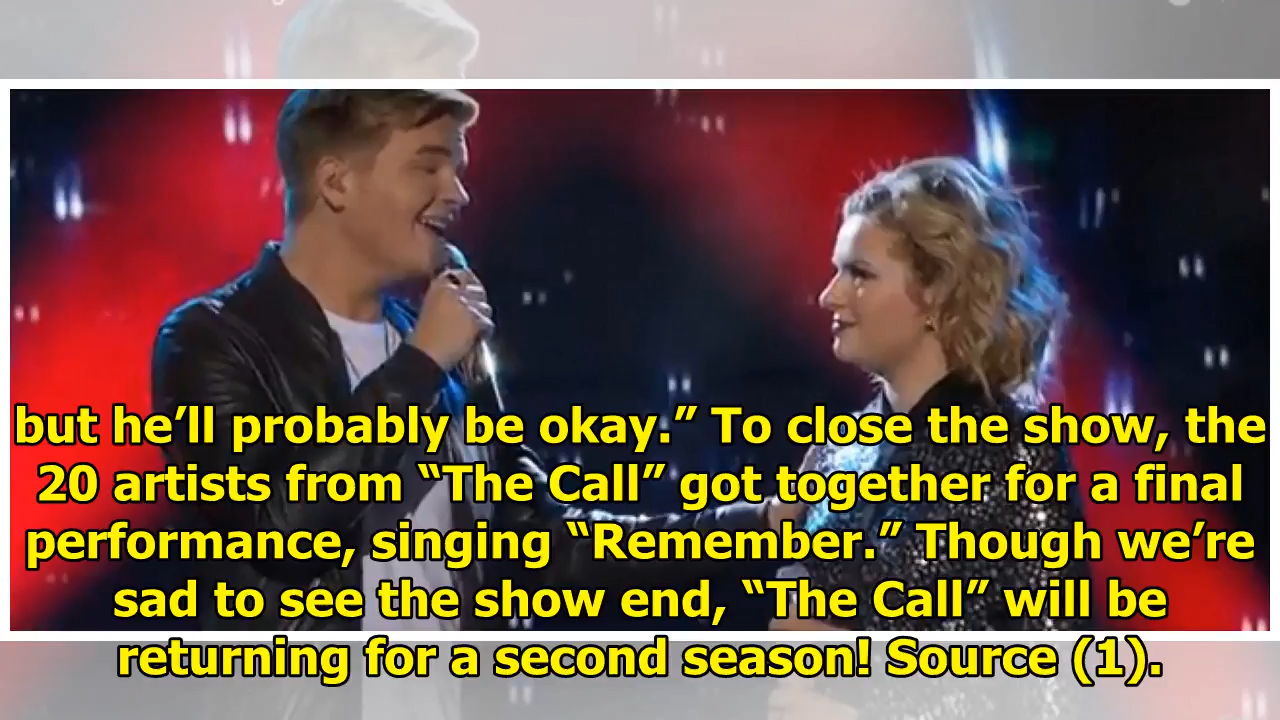 but he’ll probably be okay.” To close the show, the
20 artists from “The Call” got together for a final
performance, singing “Remember.” Though we’re
sad to see the show end, “The Call” will be
returning for a second season! Source (1).